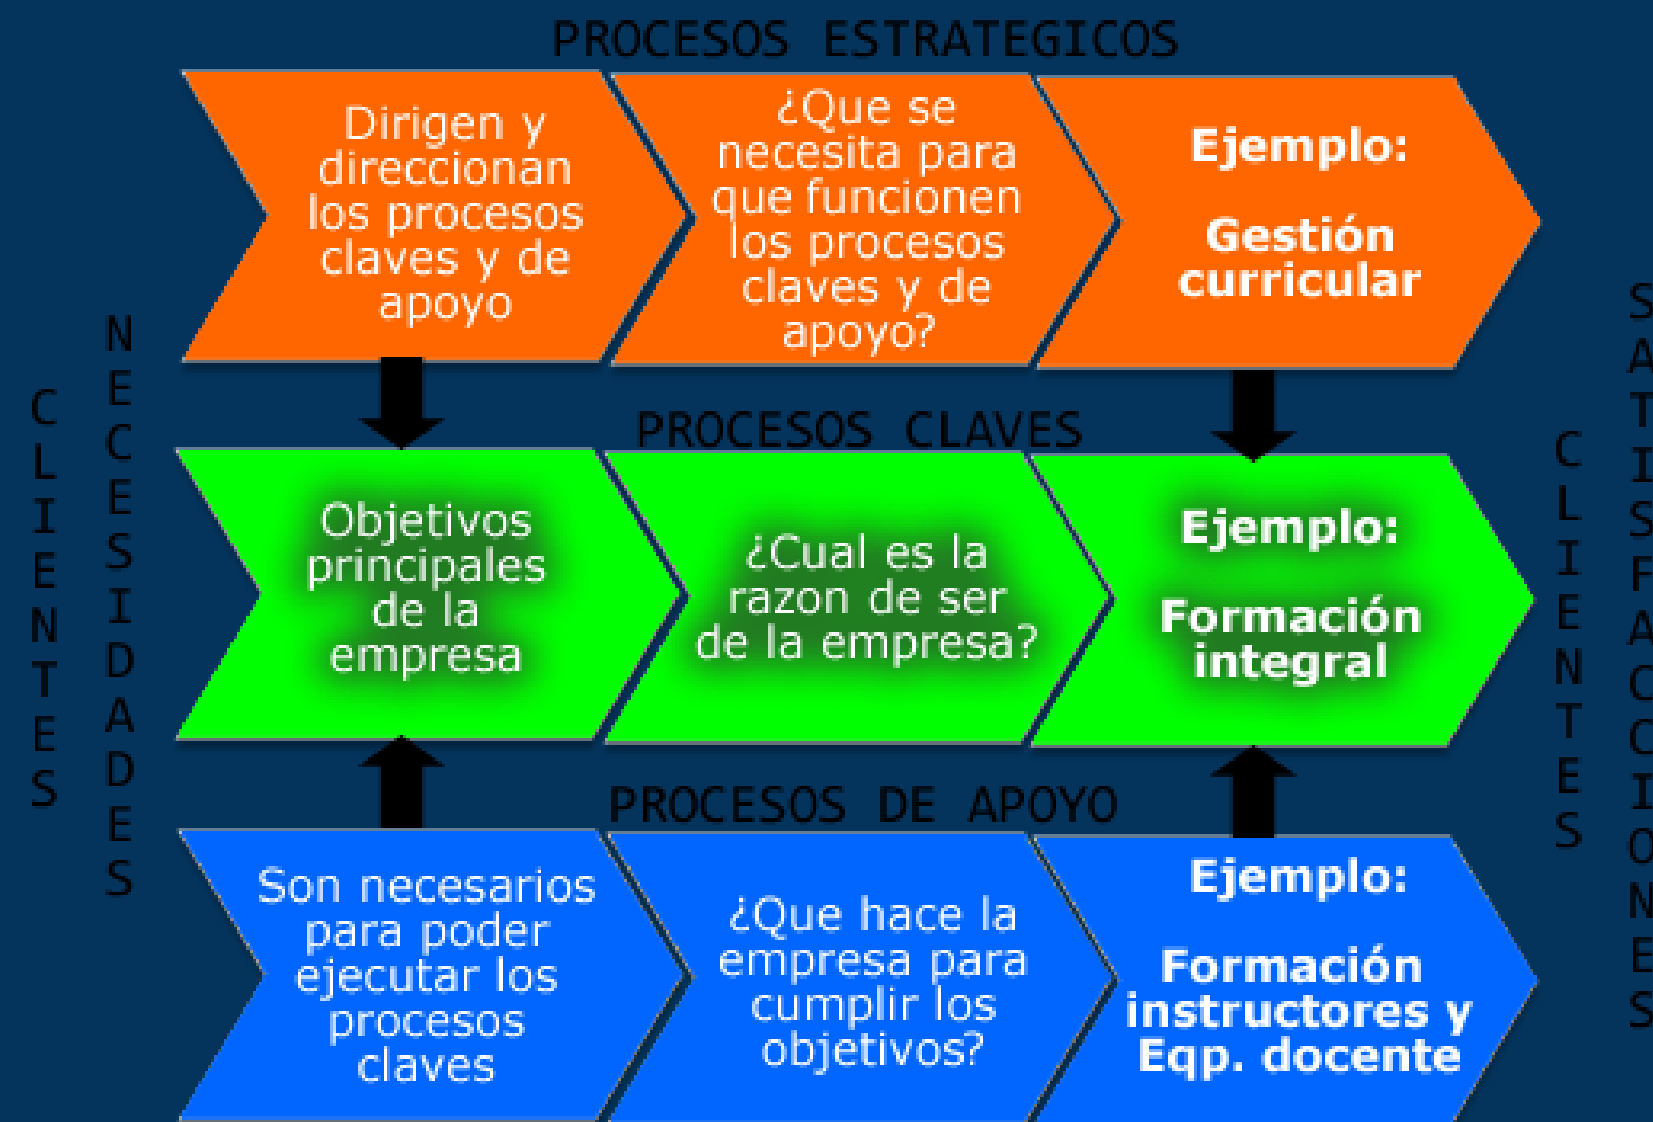 PROCESOS ESTRATEGICOS
Dirigen y
direccionan
los procesos
claves y de
apoyo
¿Que se
necesita para
que funcionen
los procesos
claves y de
apoyo?
Ejemplo:
Gestión
curricular
CLIENTES
NECESIDADES
PROCESOS CLAVES
Objetivos
principales
de la
empresa
¿Cual es la
razon de ser
de la empresa?
Ejemplo:
Formación
integral
CLIENTES
SATISFACCIONES
PROCESOS DE APOYO
Son necesarios
para poder
ejecutar los
procesos
claves
¿Que hace la
empresa para
cumplir los
objetivos?
Ejemplo:
Formación
instructores y
Eqp. docente